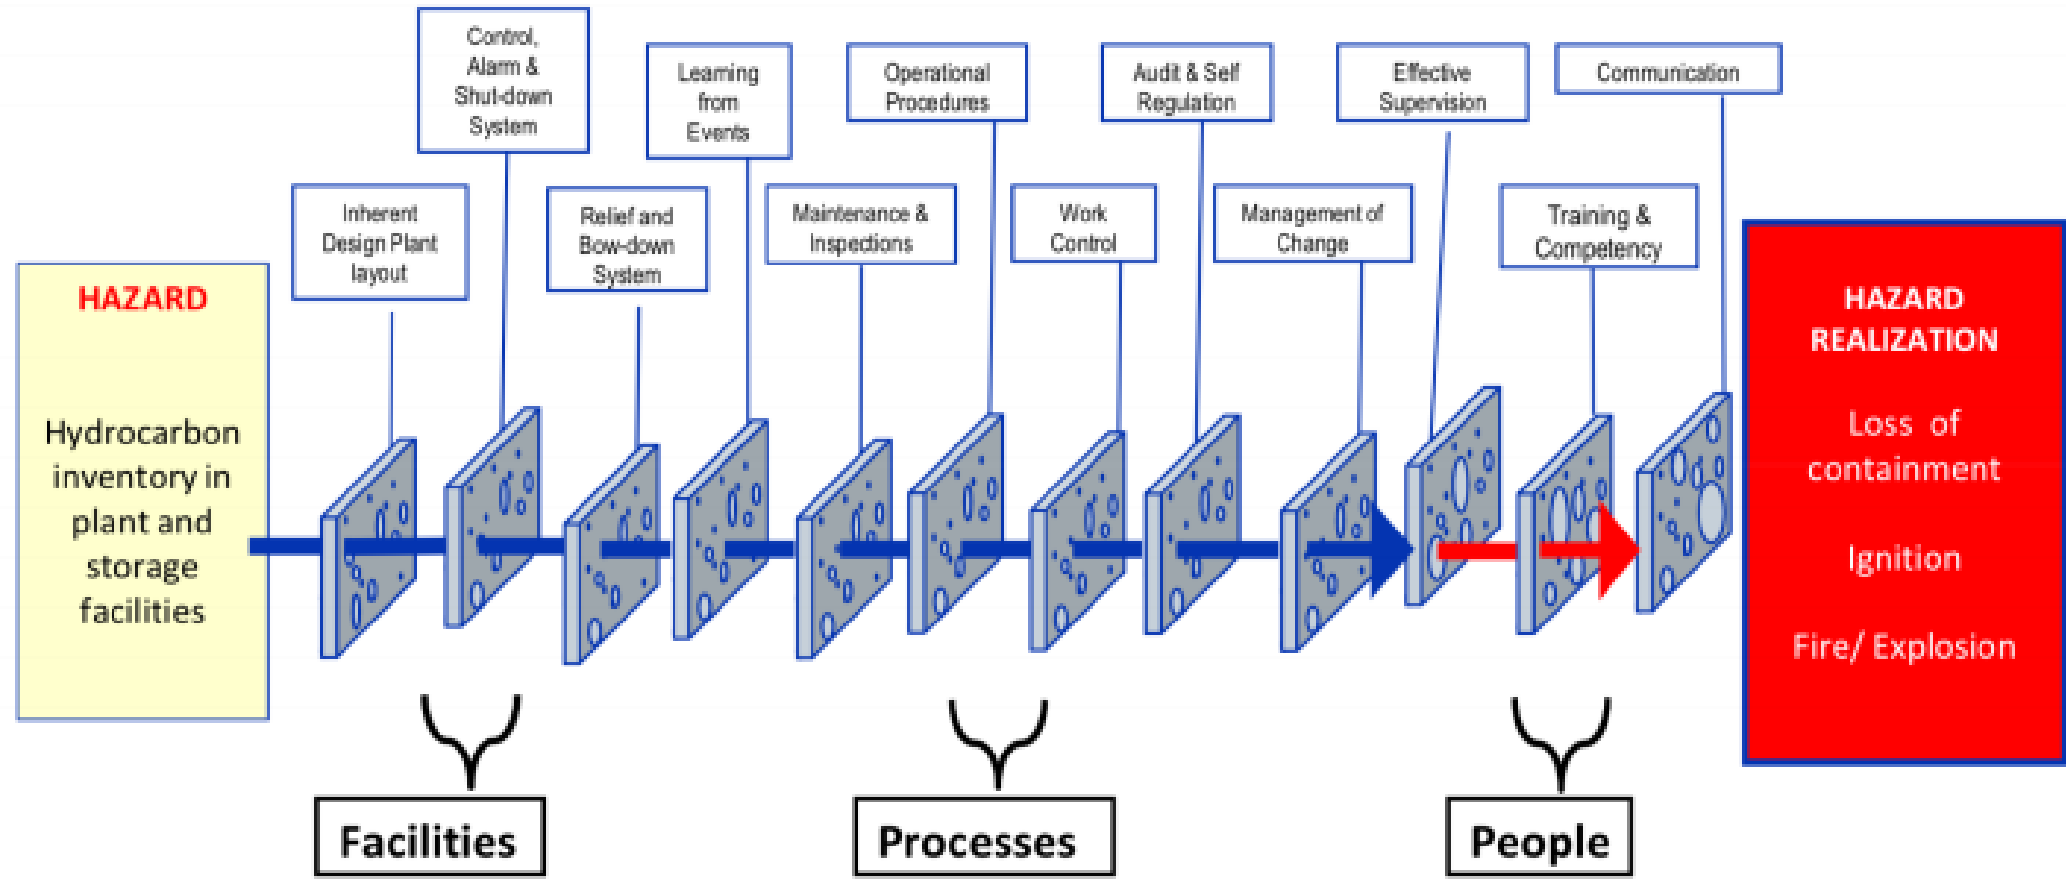 Control,
Alarm &
Shut-down
System
Learning
from
Events
Operational
Procedures
Audit & Self
Regulation
Effective
Supervision
Communication
Inherent
Design Plant
layout
Relief and
Bow-down
System
Maintenance &
Inspections
Work
Control
Management of
Change
Training &
Competency
HAZARD
Hydrocarbon
inventory in
plant and
storage
facilities
HAZARD
REALIZATION
Loss of
containment
Ignition
Fire/ Explosion
Facilities
Processes
People